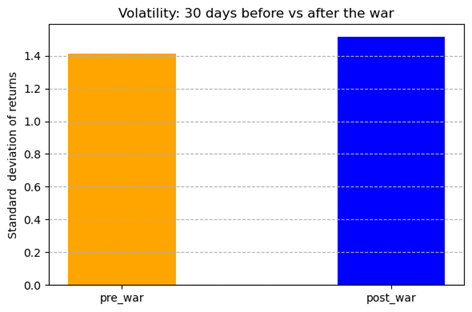 Volatility: 30 days before vs after the war
Standard  deviation of returns
1.4
1.2
1.0
0.8
0.6
0.4
0.2
0.0
pre_war
post_war